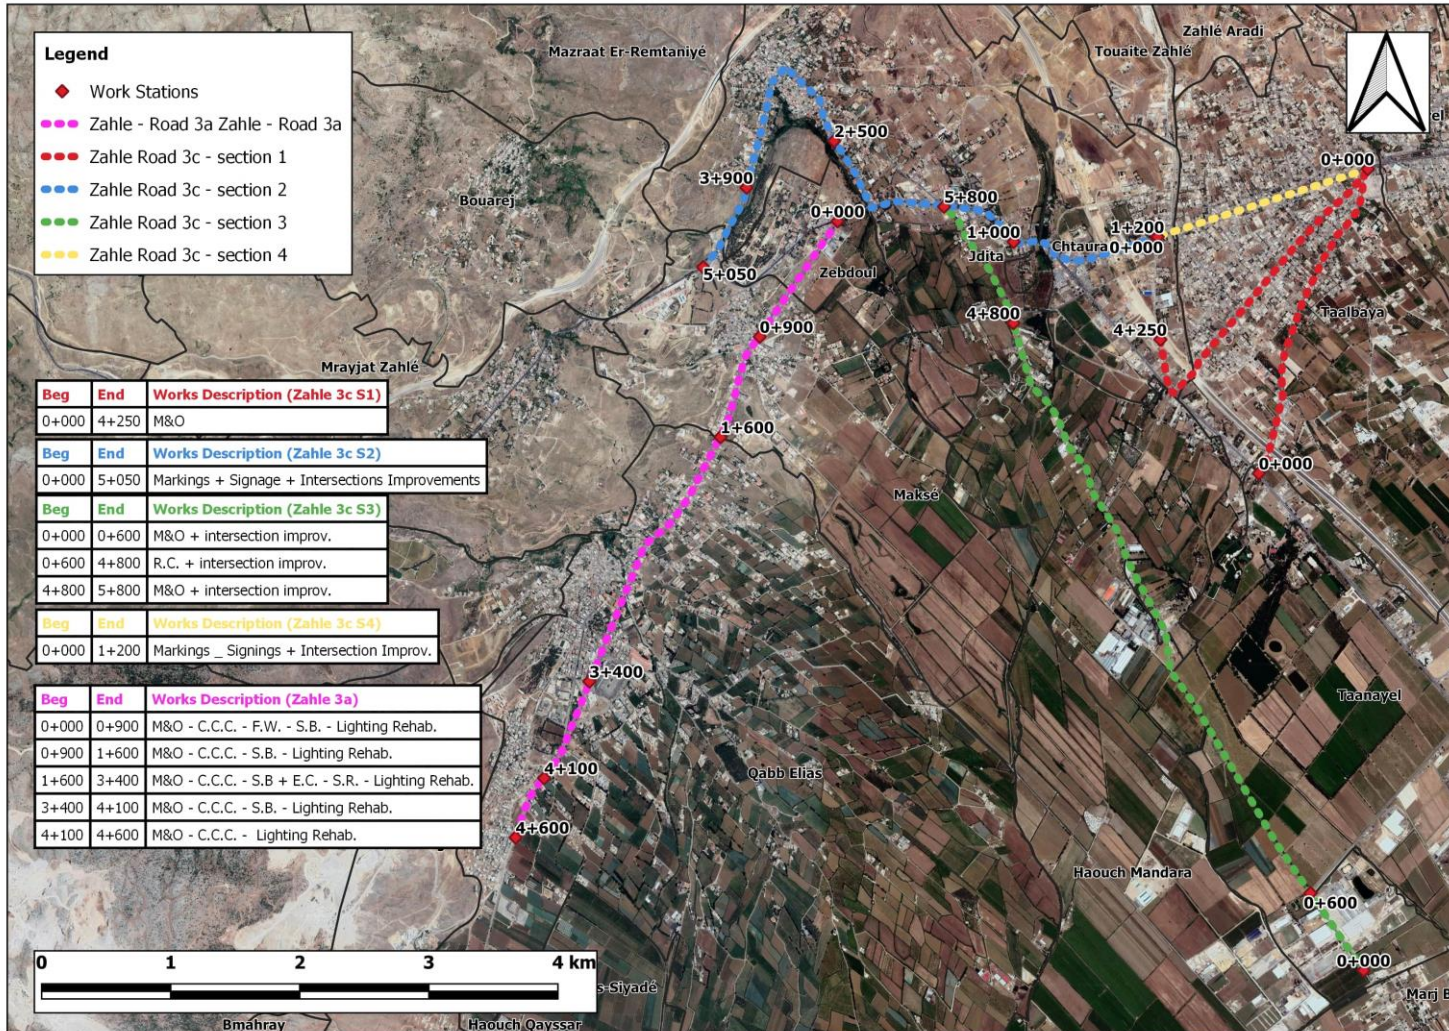 Legend
Work Stations
Zahle - Road 3a Zahle - Road 3a
Zahle Road 3c - section 1
Zahle Road 3c - section 2
Zahle Road 3c - section 3
Zahle Road 3c - section 4
Mazraat Er-Remtaniyé
Zahlé Aradi
Touaite Zahlé
0+000
2+500
3+900
Bouarej
5+800
0+000
1+000
1+200
Chtaura
0+000
Jdita
5+050
Zebdoul
4+800
4+250
Taalbaya
0+900
Mrayjat Zahlé
1+600
0+000
Maksé
Beg End Works Description (Zahle 3c S1)
0+000 4+250 M&O
Beg End Works Description (Zahle 3c S2)
0+000 5+050 Markings + Signage + Intersections Improvements
Beg End Works Description (Zahle 3c S3)
0+000 0+600 M&O + intersection improv.
0+600 4+800 R.C. + intersection improv.
4+800 5+800 M&O + intersection improv.
Beg End Works Description (Zahle 3c S4)
0+000 1+200 Markings _ Signings + Intersection Improv.
Beg End Works Description (Zahle 3a)
0+000 0+900 M&O - C.C.C. - F.W. - S.B. - Lighting Rehab.
0+900 1+600 M&O - C.C.C. - S.B. - Lighting Rehab.
1+600 3+400 M&O - C.C.C. - S.B + E.C. - S.R. - Lighting Rehab.
3+400 4+100 M&O - C.C.C. - S.B. - Lighting Rehab.
4+100 4+600 M&O - C.C.C. - Lighting Rehab.
3+400
Taanayel
4+100
Qabb Elias
4+600
Haouch Mandara
0+600
0+000
0 1 2 3 4 km
s-Siyadé
Marj B
Bmahray
Haouch Qayssar